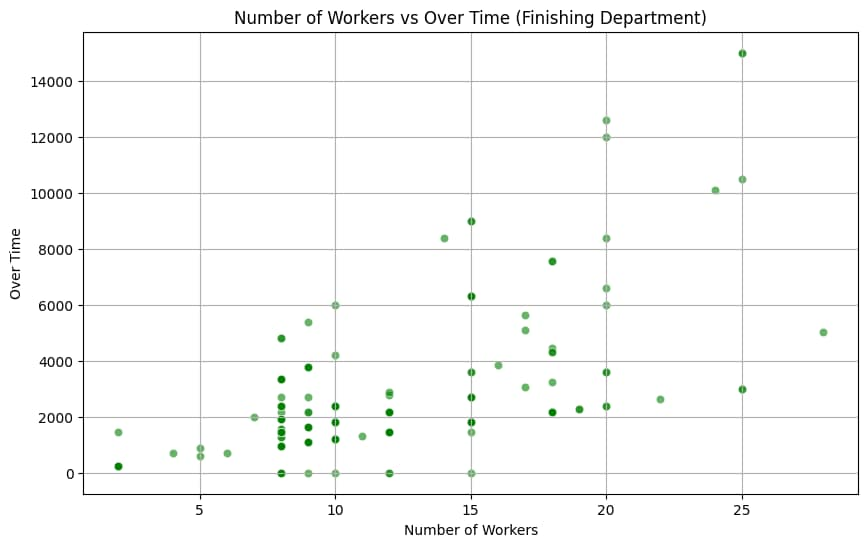 Number of Workers vs Over Time (Finishing Department)
14000
12000
10000
8000
6000
4000
2000
0
Over Time
5 10 15 20 25
Number of Workers